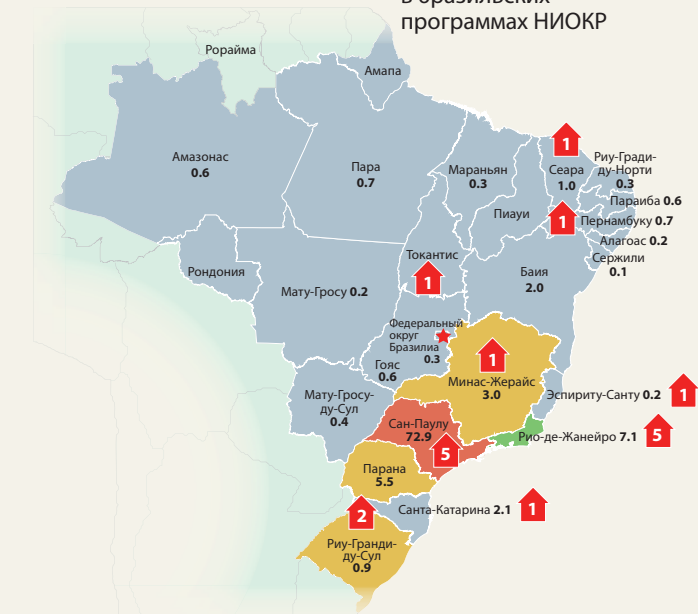 программах НИОКР
Рорайма
Амапа
Амазонас
0.6
Пара
0.7
Мараньян
0.3
1
Сеара
1.0
Риу-Гради-
ду-Норти
0.3
Параиба 0.6
Пиауи
1
Пернамбуку 0.7
Алагоас 0.2
Сержили
0.1
Рондония
Мату-Гросу 0.2
Токантис
1
Баия
2.0
Федеральный
округ
Бразилиа
0.3
Гояс
0.6
1
Минас-Жерайс
3.0
Мату-Гросу-
ду-Сул
0.4
Эспириту-Санту 0.2
1
Сан-Паулу
72.9
5
Рио-де-Жанейро 7.1
5
Парана
5.5
2
Санта-Катарина 2.1
1
Риу-Гранди-
ду-Сул
0.9